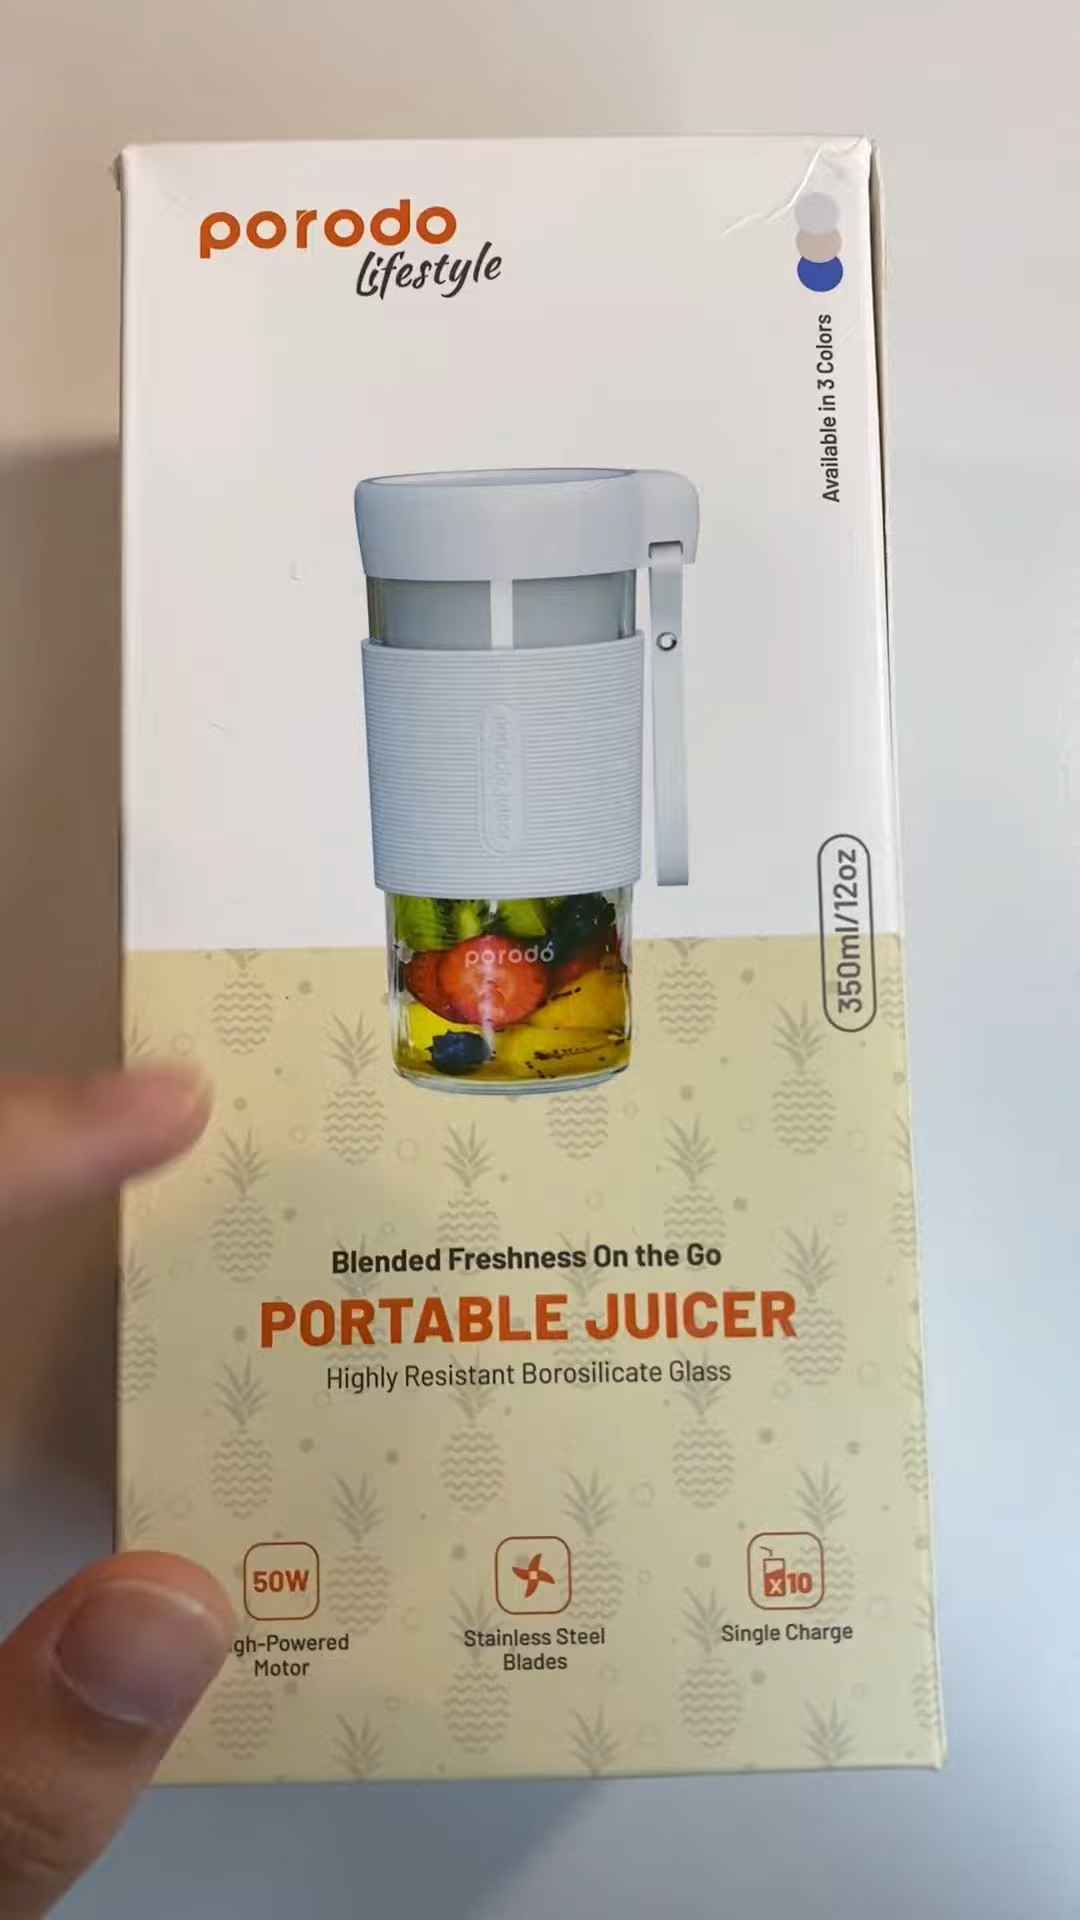 porodo
Lifestyle
Available in 3 Colors
porodo
350ml/12oz
Blended Freshness On the Go
PORTABLE JUICER
Highly Resistant Borosilicate Glass
50W
gh-Powered
Motor
Stainless Steel
Blades
x10
Single Charge